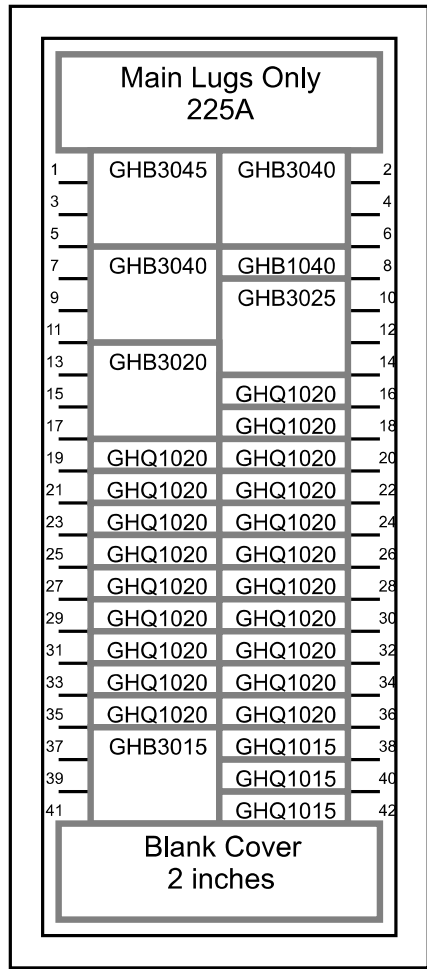 Main Lugs Only
225A
1 GHB3045 GHB3040 2
3 4
5 6
7 GHB3040 GHB1040 8
9 GHB3025 10
11 12
13 GHB3020 14
15 GHQ1020 16
17 GHQ1020 18
19 GHQ1020 GHQ1020 20
21 GHQ1020 GHQ1020 22
23 GHQ1020 GHQ1020 24
25 GHQ1020 GHQ1020 26
27 GHQ1020 GHQ1020 28
29 GHQ1020 GHQ1020 30
31 GHQ1020 GHQ1020 32
33 GHQ1020 GHQ1020 34
35 GHQ1020 GHQ1020 36
37 GHB3015 GHQ1015 38
39 GHQ1015 40
41 GHQ1015 42
Blank Cover
2 inches